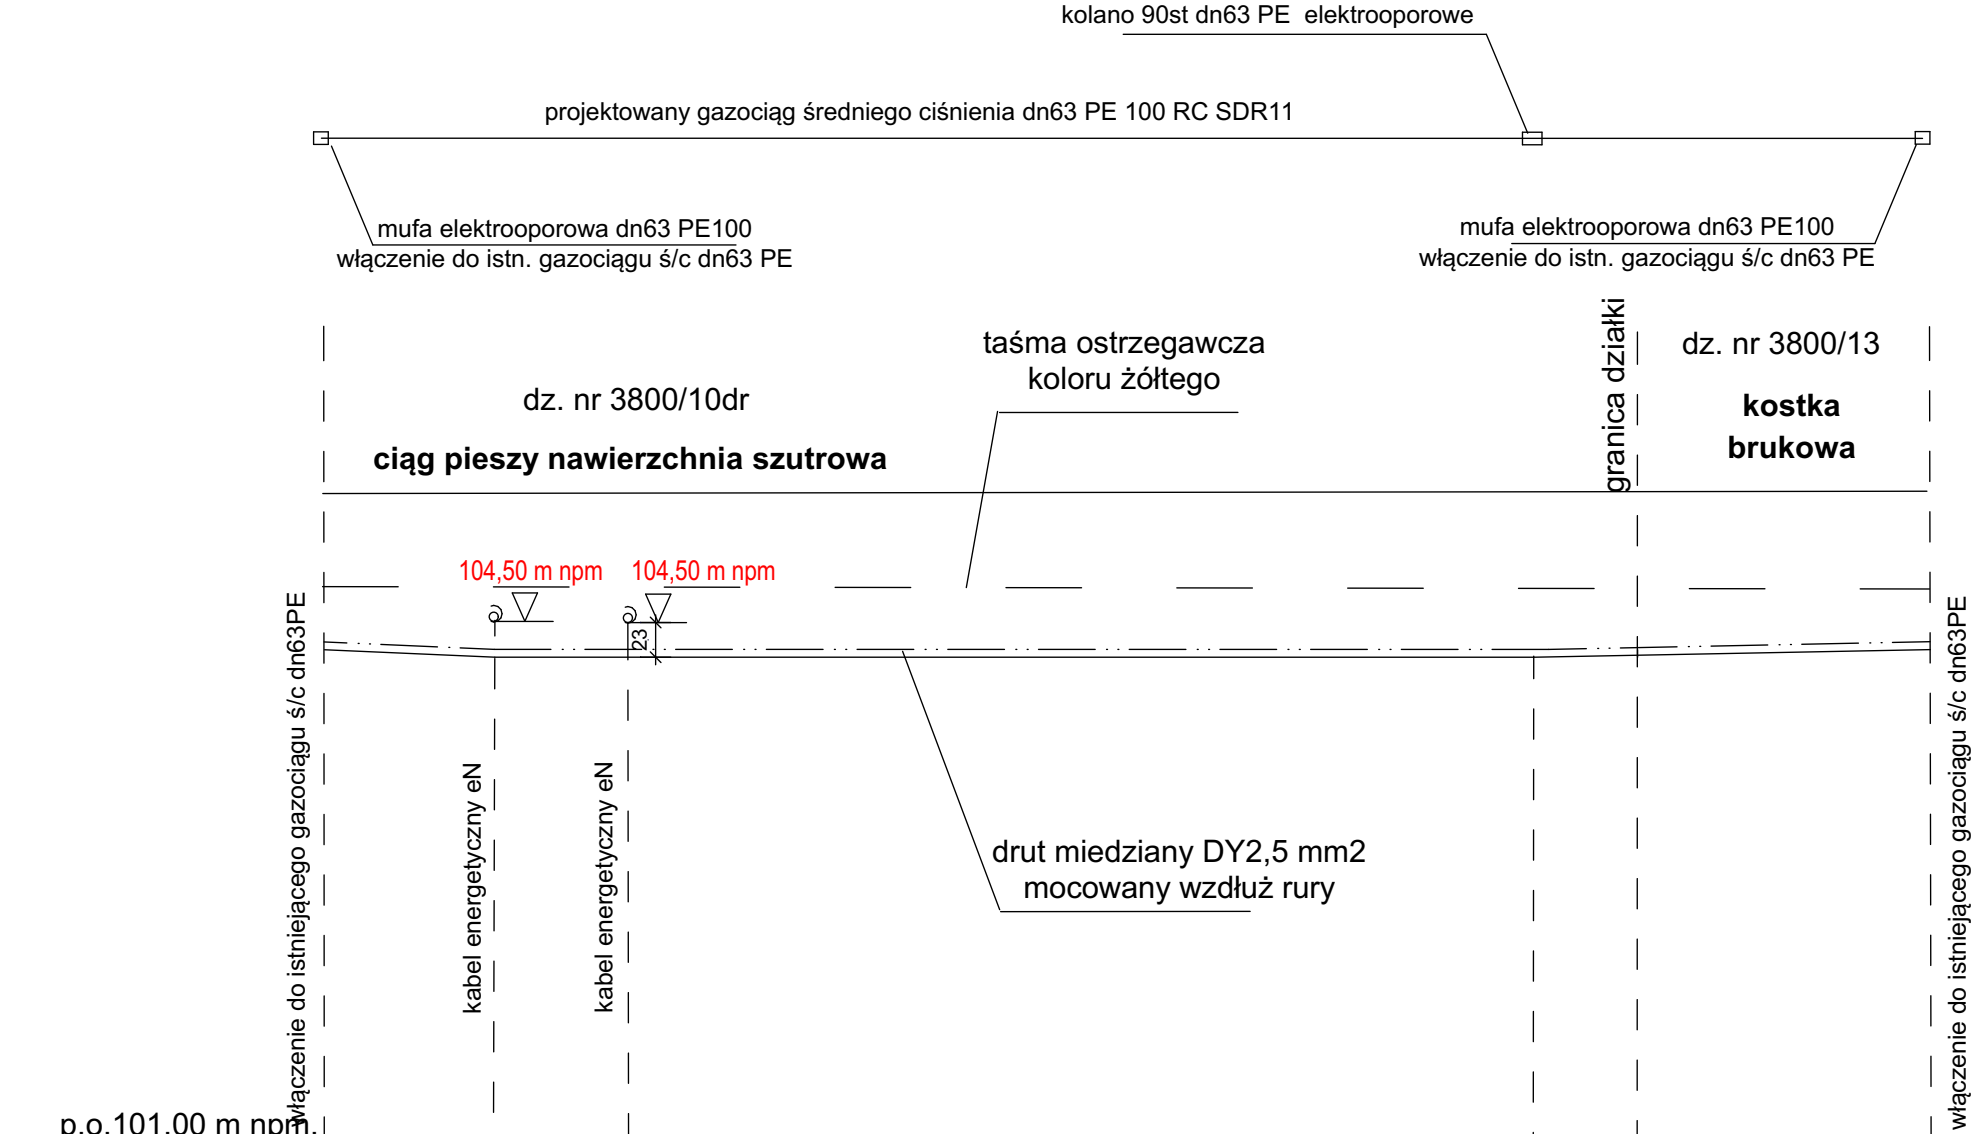 kolano 90st dn63 PE elektrooporowe
projektowany gazociąg średniego ciśnienia dn63 PE 100 RC SDR11
mufa elektrooporowa dn63 PE100
włączenie do istn. gazociągu ś/c dn63 PE
mufa elektrooporowa dn63 PE100
włączenie do istn. gazociągu ś/c dn63 PE
taśma ostrzegawcza
koloru żółtego
granica działki
dz. nr 3800/13
kostka
brukowa
dz. nr 3800/10dr
ciąg pieszy nawierzchnia szutrowa
104,50 m npm
104,50 m npm
23
włączenie do istniejącego gazociągu ś/c dn63PE
kabel energetyczny eN
kabel energetyczny eN
drut miedziany DY2,5 mm2
mocowany wzdłuż rury
włączenie do istniejącego gazociągu ś/c dn63PE
p.o.101,00 m npm.